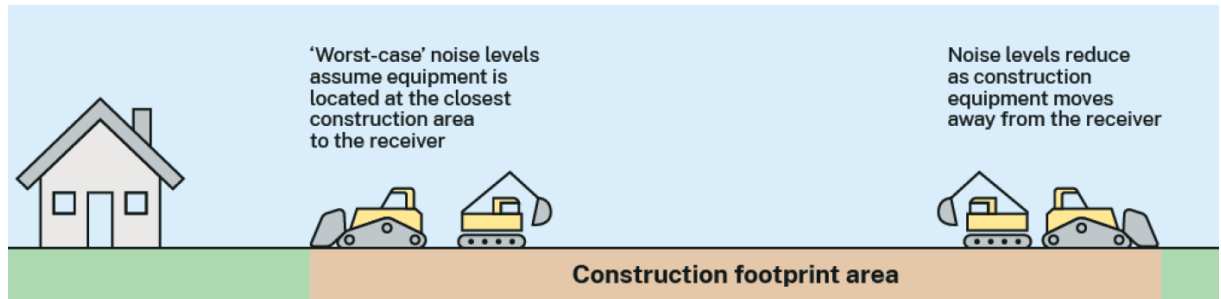 ‘Worst-case’ noise levels
assume equipment is
located at the closest
construction area
to the receiver
Noise levels reduce
as construction
equipment moves
away from the receiver
Construction footprint area